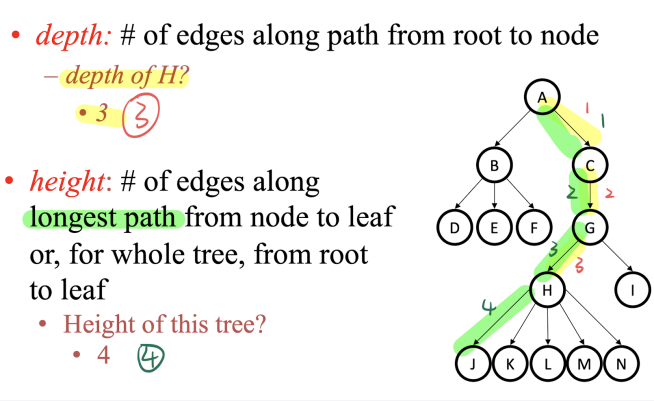 • depth: # of edges along path from root to node
– depth of H?
• 3 3
• height: # of edges along
longest path from node to leaf
or, for whole tree, from root
to leaf
• Height of this tree?
• 4 4
A
1 1
B C
2 2
D E F G
3 3
H I
4
J K L M N